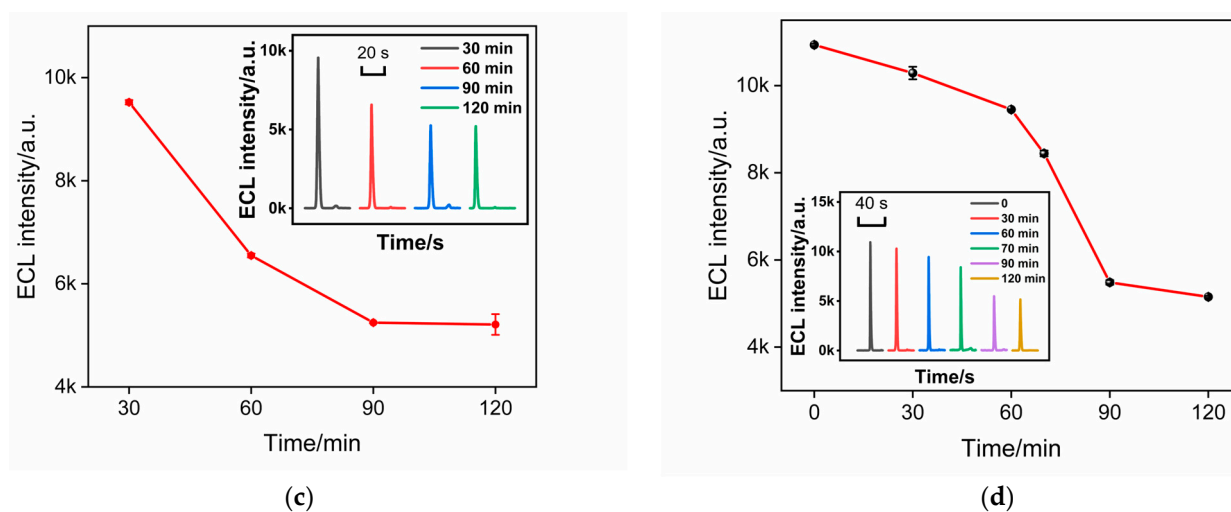 10k
8k
6k
4k
ECL intensity/a.u.
30
60
90
120
Time/min
10k
5k
0k
ECL intensity/a.u.
Time/s
20 s
30 min
60 min
90 min
120 min
(c)
10k
8k
6k
4k
ECL intensity/a.u.
0
30
60
90
120
Time/min
15k
10k
5k
0k
ECL intensity/a.u.
Time/s
40 s
0
30 min
60 min
70 min
90 min
120 min
(d)